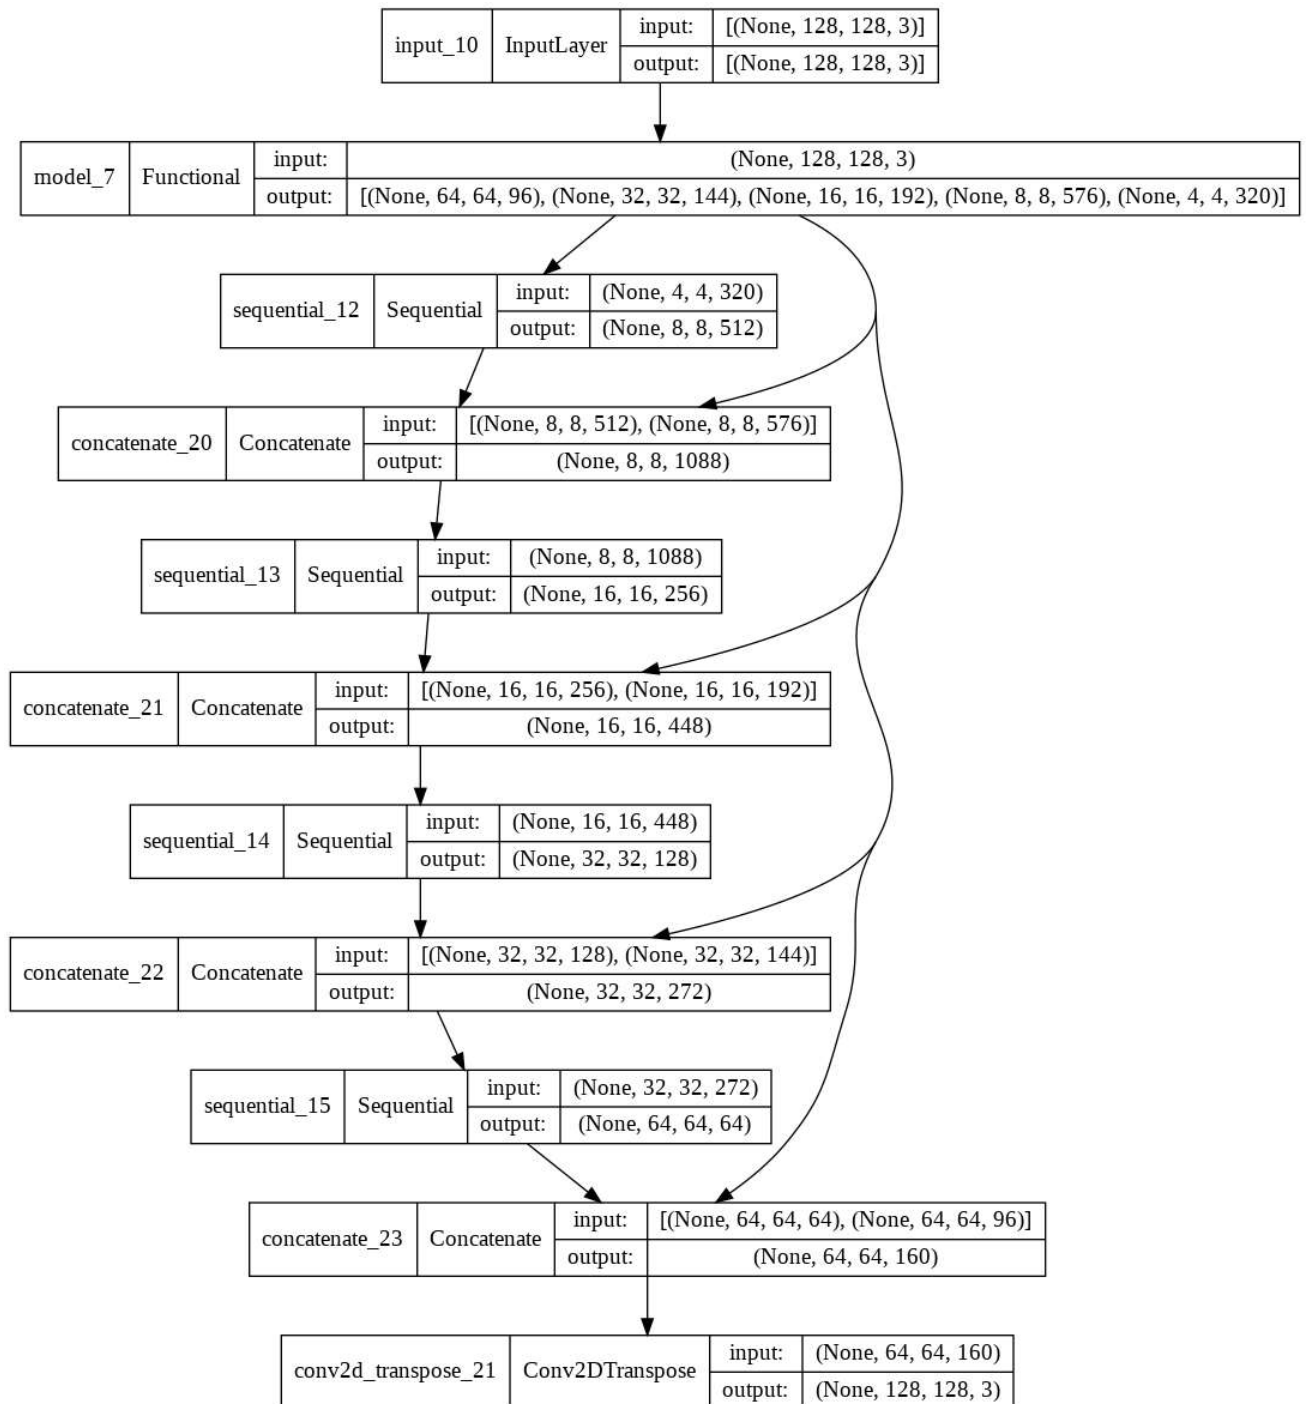 input_10 InputLayer input: [(None, 128, 128, 3)]
output: [(None, 128, 128, 3)]
model_7 Functional input: (None, 128, 128, 3)
output: [(None, 64, 64, 96), (None, 32, 32, 144), (None, 16, 16, 192), (None, 8, 8, 576), (None, 4, 4, 320)]
sequential_12 Sequential input: (None, 4, 4, 320)
output: (None, 8, 8, 512)
concatenate_20 Concatenate input: [(None, 8, 8, 512), (None, 8, 8, 576)]
output: (None, 8, 8, 1088)
sequential_13 Sequential input: (None, 8, 8, 1088)
output: (None, 16, 16, 256)
concatenate_21 Concatenate input: [(None, 16, 16, 256), (None, 16, 16, 192)]
output: (None, 16, 16, 448)
sequential_14 Sequential input: (None, 16, 16, 448)
output: (None, 32, 32, 128)
concatenate_22 Concatenate input: [(None, 32, 32, 128), (None, 32, 32, 144)]
output: (None, 32, 32, 272)
sequential_15 Sequential input: (None, 32, 32, 272)
output: (None, 64, 64, 64)
concatenate_23 Concatenate input: [(None, 64, 64, 64), (None, 64, 64, 96)]
output: (None, 64, 64, 160)
conv2d_transpose_21 Conv2DTranspose input: (None, 64, 64, 160)
output: (None, 128, 128, 3)